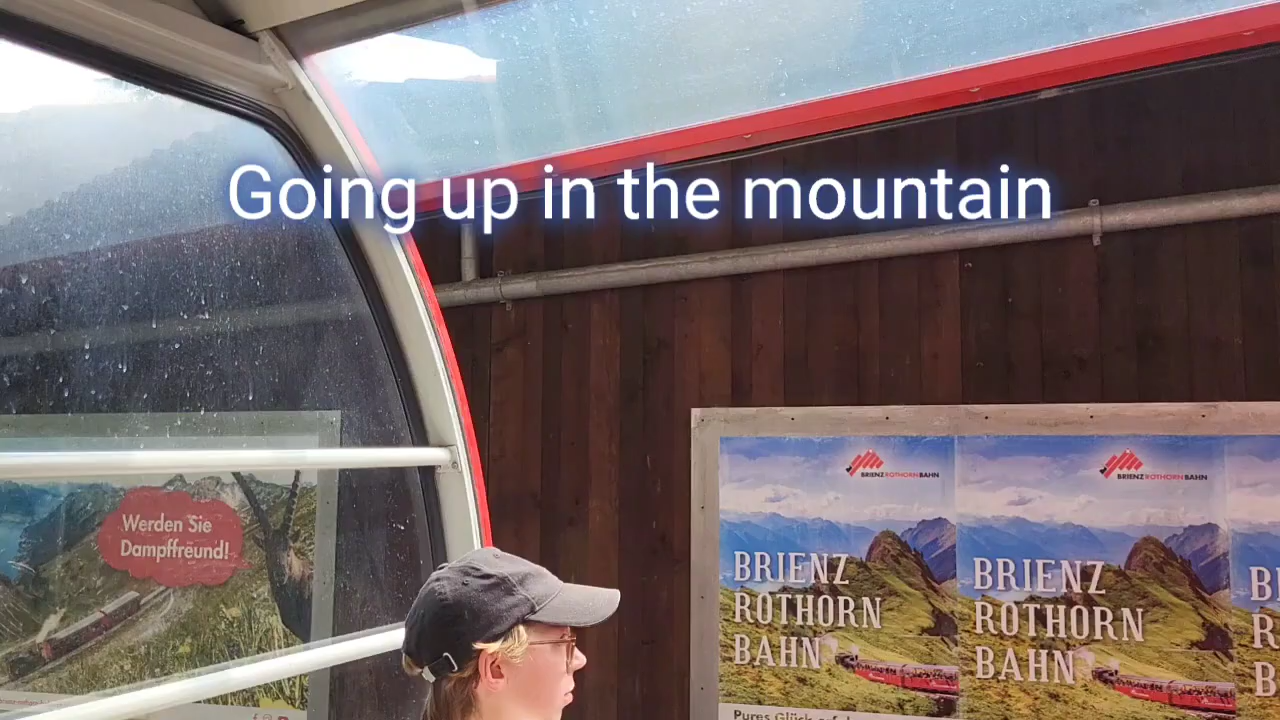 Going up in the mountain
Werden Sie
Dampffreund!
BRIENZ ROTHORN BAHN
BRIENZ
ROTHORN
BAHN
Pures Glück
BRIENZ ROTHORN BAHN
BRIENZ
ROTHORN
BAHN